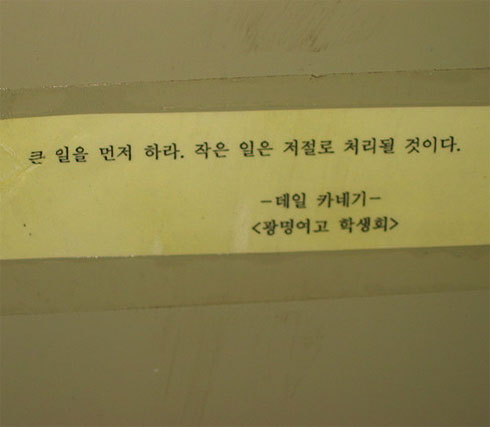 큰 일을 먼저 하라. 작은 일은 저절로 처리될 것이다.
-데일 카네기-
<광명여고 학생회>